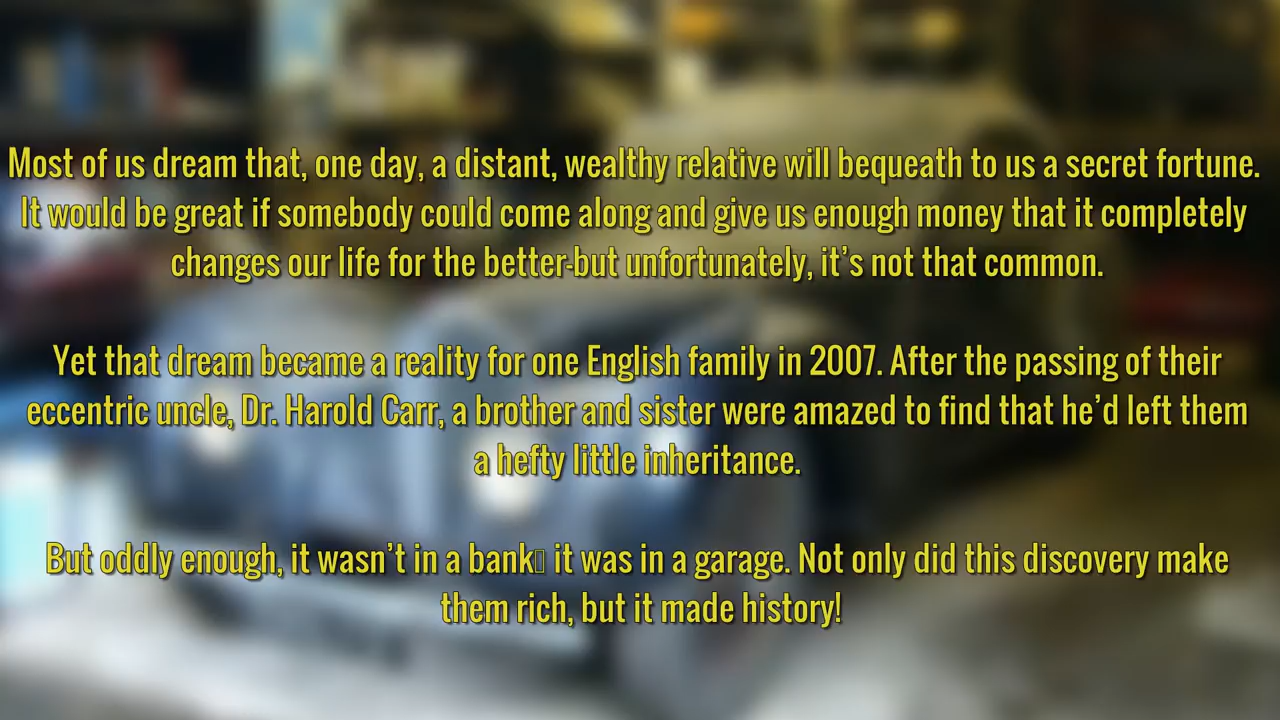 Most of us dream that, one day, a distant, wealthy relative will bequeath to us a secret fortune.
It would be great if somebody could come along and give us enough money that it completely
changes our life for the better-but unfortunately, it’s not that common.
Yet that dream became a reality for one English family in 2007. After the passing of their
eccentric uncle, Dr. Harold Carr, a brother and sister were amazed to find that he’d left them
a hefty little inheritance.
But oddly enough, it wasn’t in a bank▯ it was in a garage. Not only did this discovery make
them rich, but it made history!